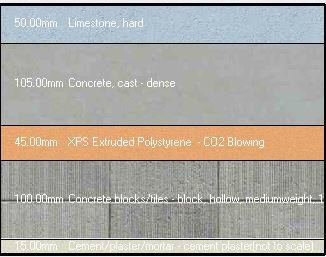 50.00mm Limestone, hard
105.00mm Concrete, cast - dense
45.00mm XPS Extruded Polystyrene - CO2 Blowing
100.00mm Concrete blocks/tiles - block, hollow, mediumweight, 1
15.00mm Cement/plaster/mortar - cement plaster(not to scale)